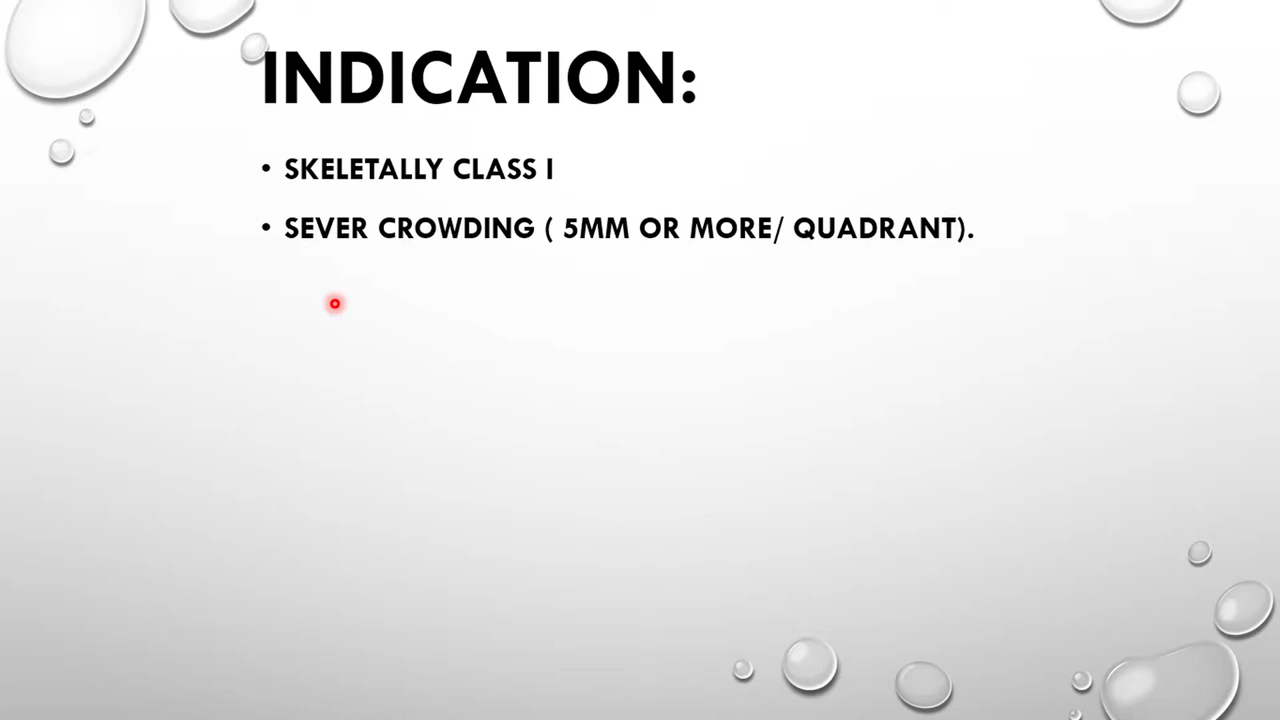 INDICATION:
• SKELETALLY CLASS I
• SEVER CROWDING ( 5MM OR MORE/ QUADRANT).